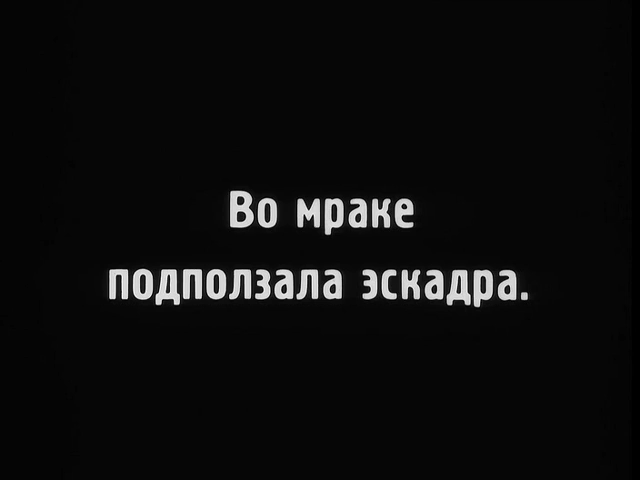 Во мраке
подползала эскадра.